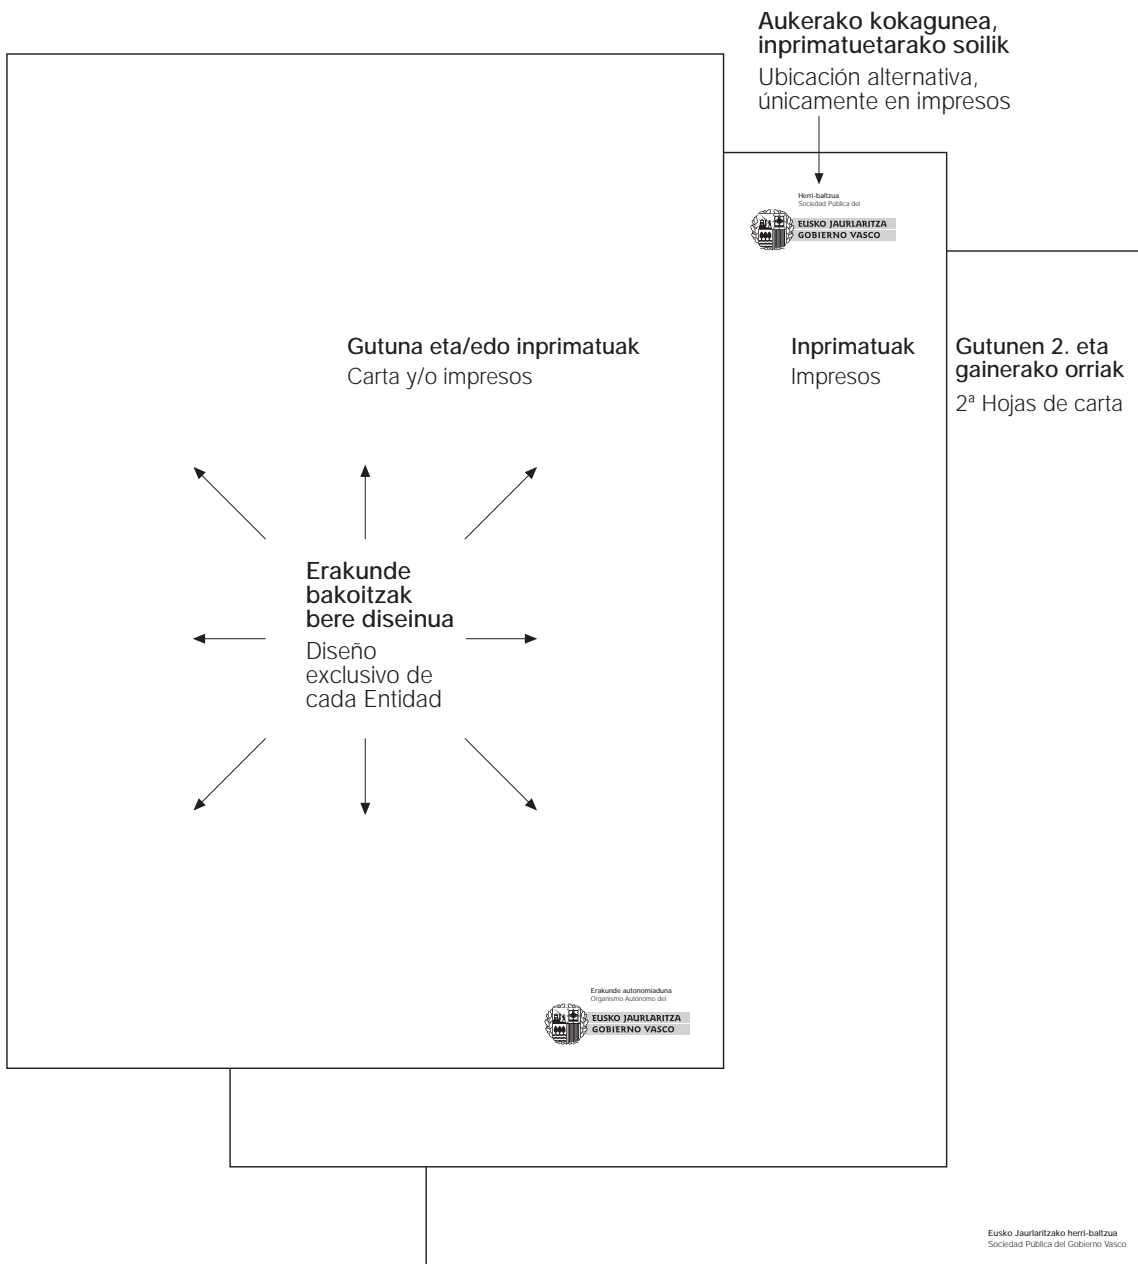 Aukerako kokagunea,
inprimatuetarako soilik
Ubicación alternativa,
únicamente en impresos
Herri-baltzua
Sociedad Pública del
EUSKO JAURLARITZA
GOBIERNO VASCO
Gutuna eta/edo inprimatuak
Carta y/o impresos
Inprimatuak
Impresos
Gutunen 2. eta
gainerako orriak
2ª Hojas de carta
Erakunde
bakoitzak
bere diseinua
Diseño
exclusivo de
cada Entidad
Erakunde autonomiaduna
Organismo Autónomo del
EUSKO JAURLARITZA
GOBIERNO VASCO
Eusko Jaurlaritzako herri-baltzua
Sociedad Pública del Gobierno Vasco